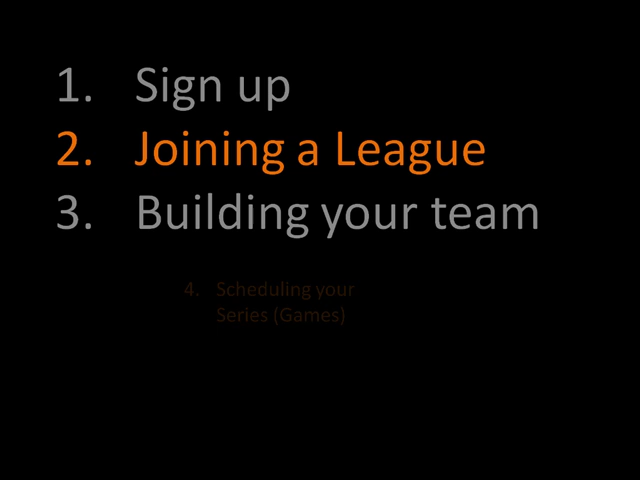 1. Sign up
2. Joining a League
3. Building your team
4. Scheduling your
Series (Games)